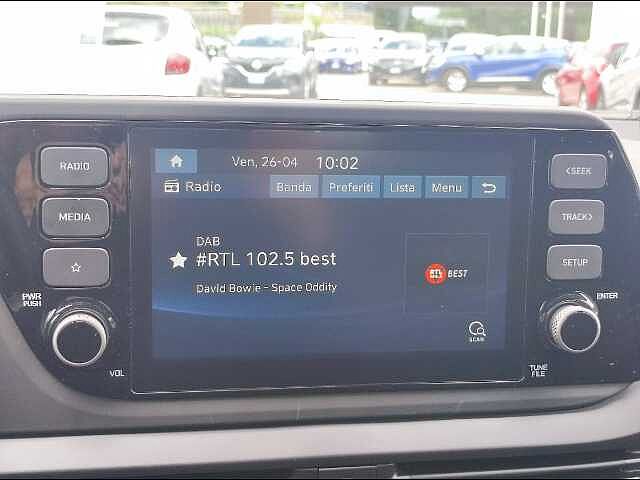 RADIO
MEDIA
PWR
PUSH
VOL
Ven, 26-04 10:02
Radio Banda Preferiti Lista Menu
DAB
#RTL 102.5 best
David Bowie - Space Oddity
BEST
SCAN
<SEEK
TRACK>
SETUP
ENTER
TUNE
FILE